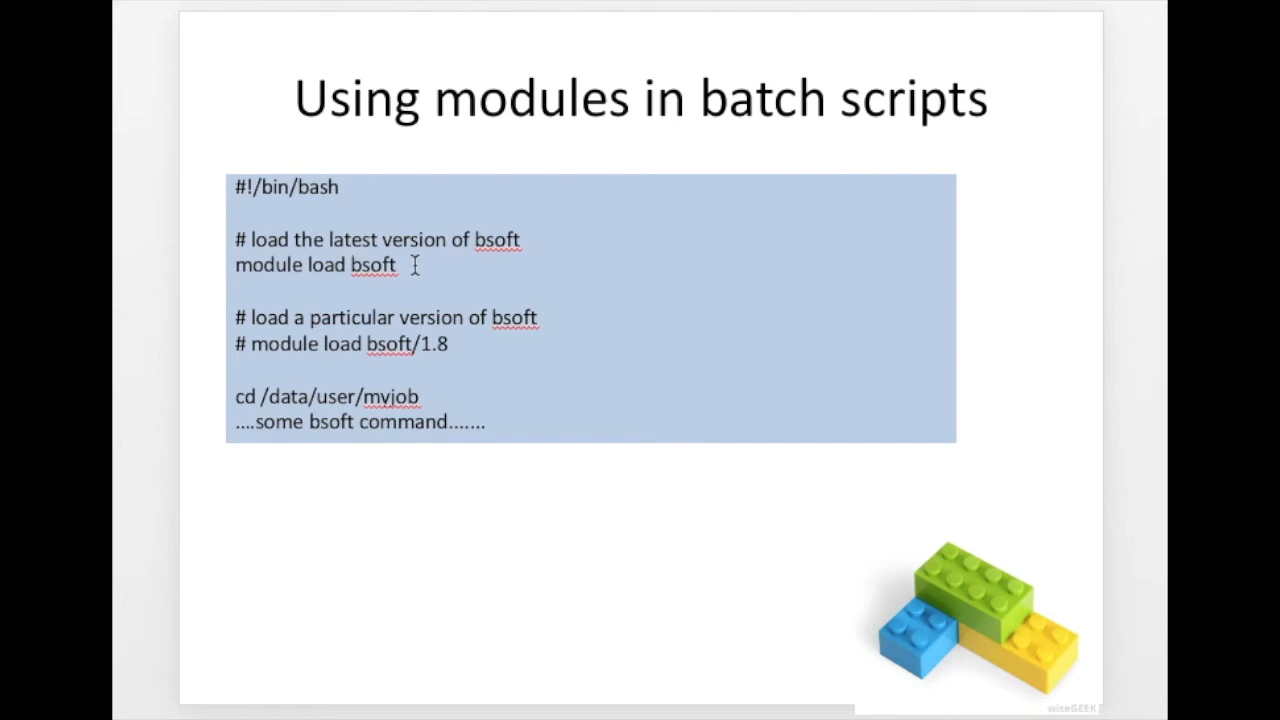 Using modules in batch scripts
#!/bin/bash
# load the latest version of bsoft
module load bsoft
# load a particular version of bsoft
# module load bsoft/1.8
cd /data/user/myjob
....some bsoft command.......
wiseGEEK